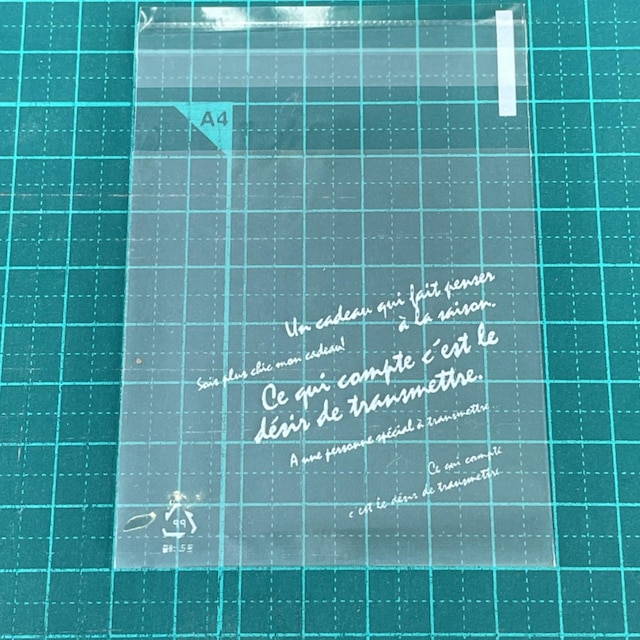 A4
Un cadeau qui fait penser
à la saison.
Sois plus chic mon cadeau!
Ce qui compte c'est le
désir de transmettre.
A une personne spécial à transmettre
Ce qui compte
c'est le désir de transmettre
PP